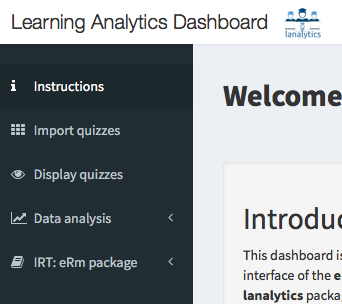 Learning Analytics Dashboard
lanalytics
Instructions
Import quizzes
Display quizzes
Data analysis
IRT: eRm package
Welcome
Introduc
This dashboard is
interface of the e
lanalytics packa